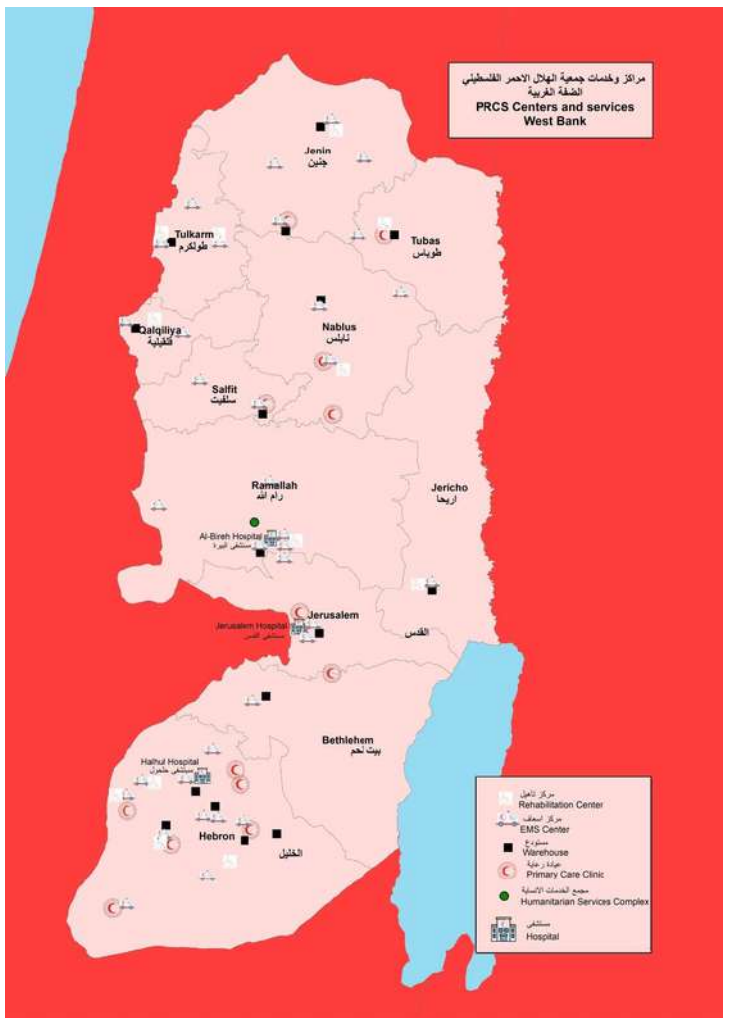 مراكز وخدمات جمعية الهلال الاحمر الفلسطيني
الضفة الغربية
PRCS Centers and services
West Bank
Jenin
جنين
Tulkarm
طولكرم
Tubas
طوباس
Qalqiliya
قلقيلية
Nablus
نابلس
Salfit
سلفيت
Ramallah
رام الله
Jericho
اريحا
Al-Bireh Hospital
مستشفى البيرة
Jerusalem
Jerusalem Hospital
مستشفى القدس
القدس
Bethlehem
بيت لحم
Halhul Hospital
مستشفى حلحول
Hebron
الخليل
مركز تأهيل
Rehabilitation Center
مركز اسعاف
EMS Center
مستودع
Warehouse
عيادة رعاية
Primary Care Clinic
مجمع الخدمات الانسانية
Humantarian Services Complex
مستشفى
Hospital